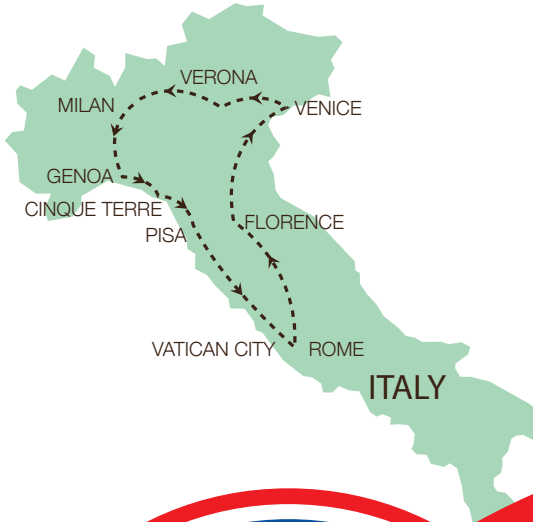 VERONA
MILAN
VENICE
GENOA
CINQUE TERRE
FLORENCE
PISA
VATICAN CITY
ROME
ITALY